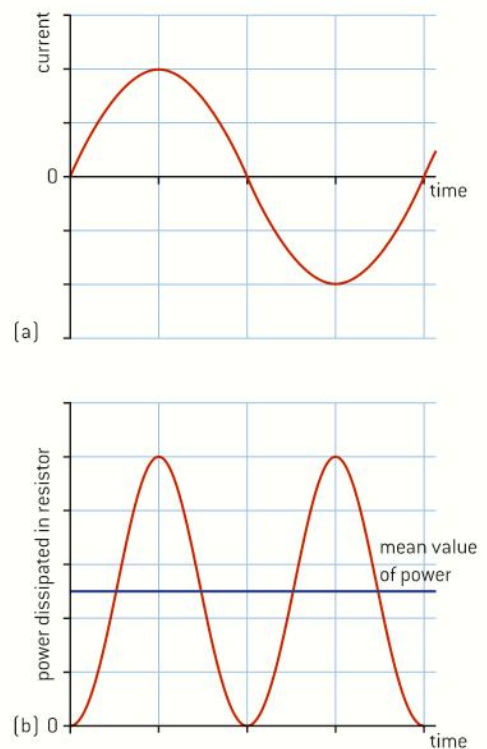 current
0
time
(a)
power dissipated in resistor
mean value
of power
(b)
0
time